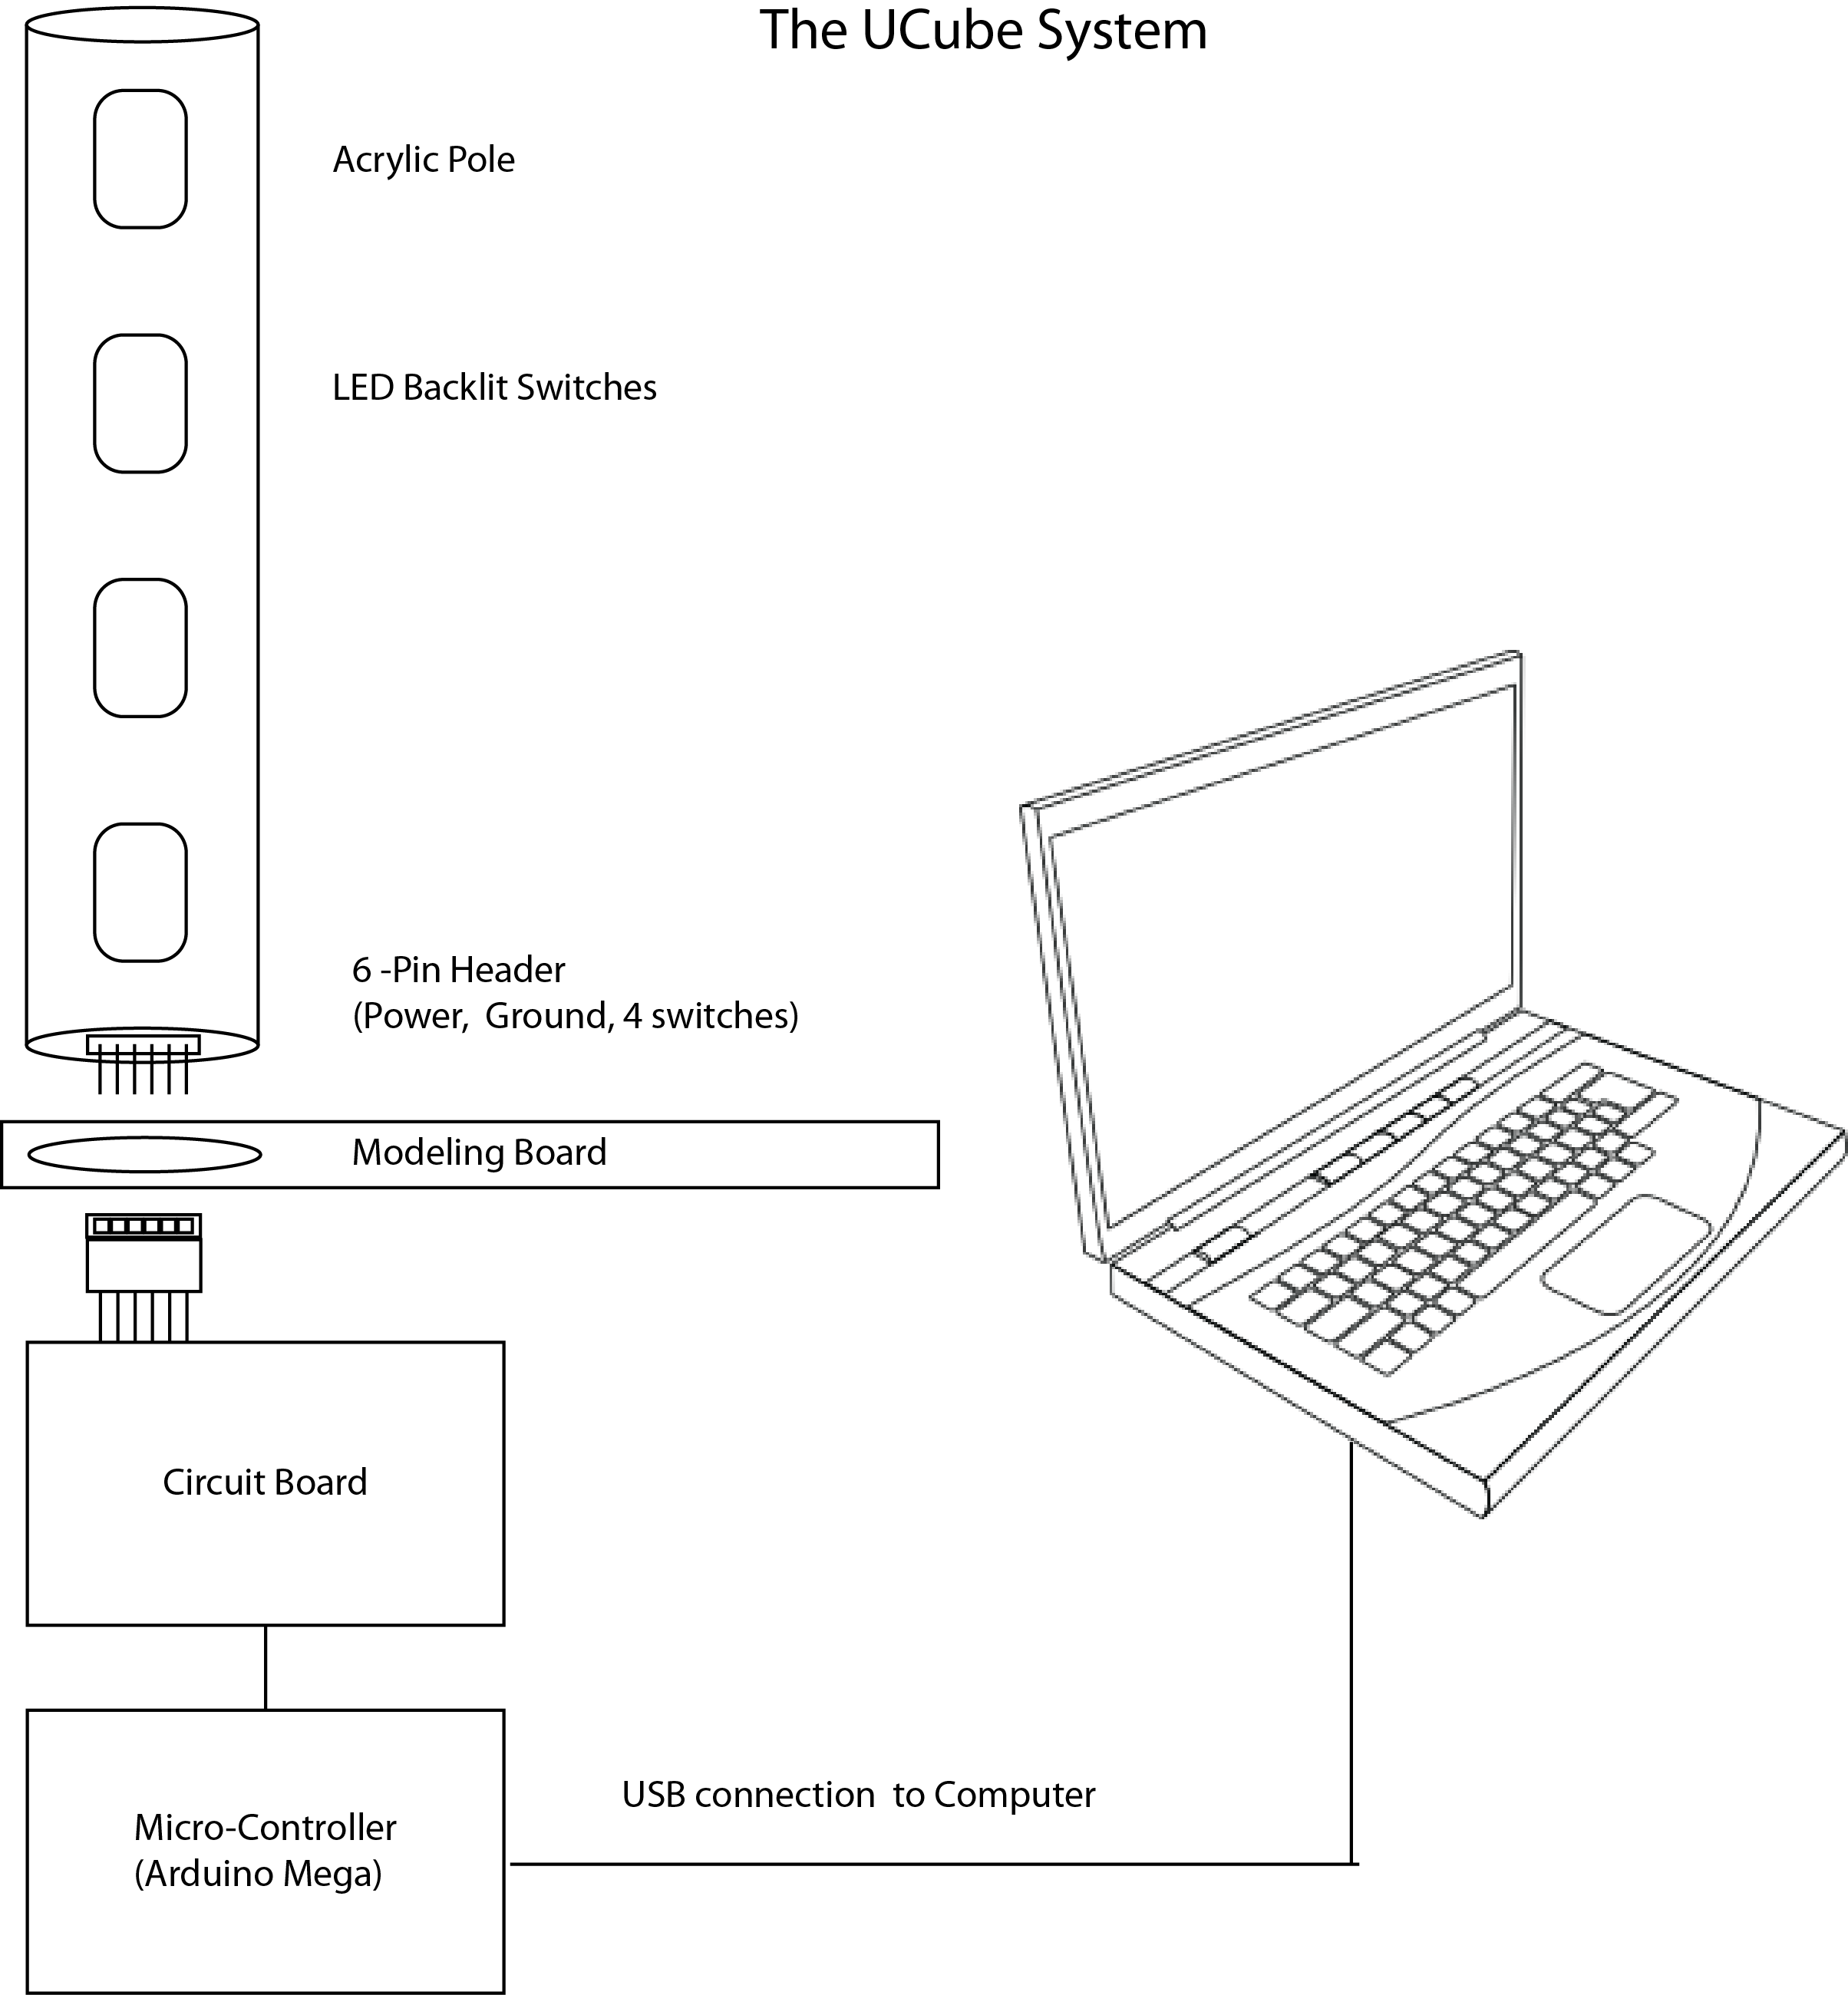 The UCube System
Acrylic Pole
LED Backlit Switches
6 -Pin Header
(Power,  Ground, 4 switches)
Modeling Board
Circuit Board
USB connection  to Computer
Micro-Controller
(Arduino Mega)